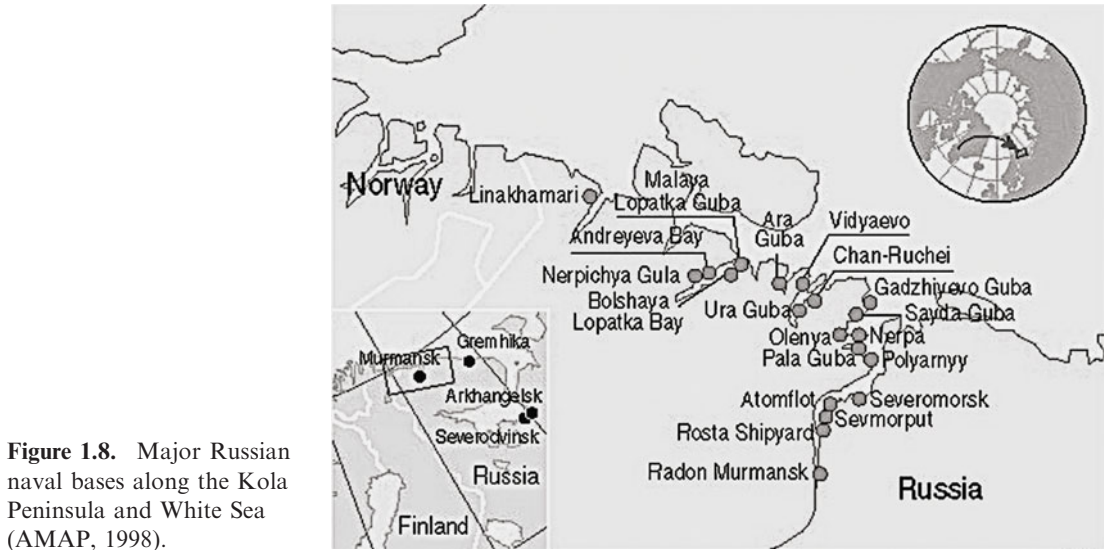 Norway
Linakhamari
Malaya
Lopatka Guba
Andreyeva Bay
Nerpichya Gula
Bolshaya
Lopatka Bay
Ara
Guba
Vidyaevo
Chan-Ruchei
Ura Guba
Gadzhiyevo Guba
Sayda Guba
Olenya
Nerpa
Pala Guba
Polyarnyy
Atomflot
Severomorsk
Sevmorput
Rosta Shipyard
Radon Murmansk
Russia
Murmansk
Gremhika
Arkhangelsk
Severodvinsk
Russia
Finland
Figure 1.8. Major Russian
naval bases along the Kola
Peninsula and White Sea
(AMAP, 1998).